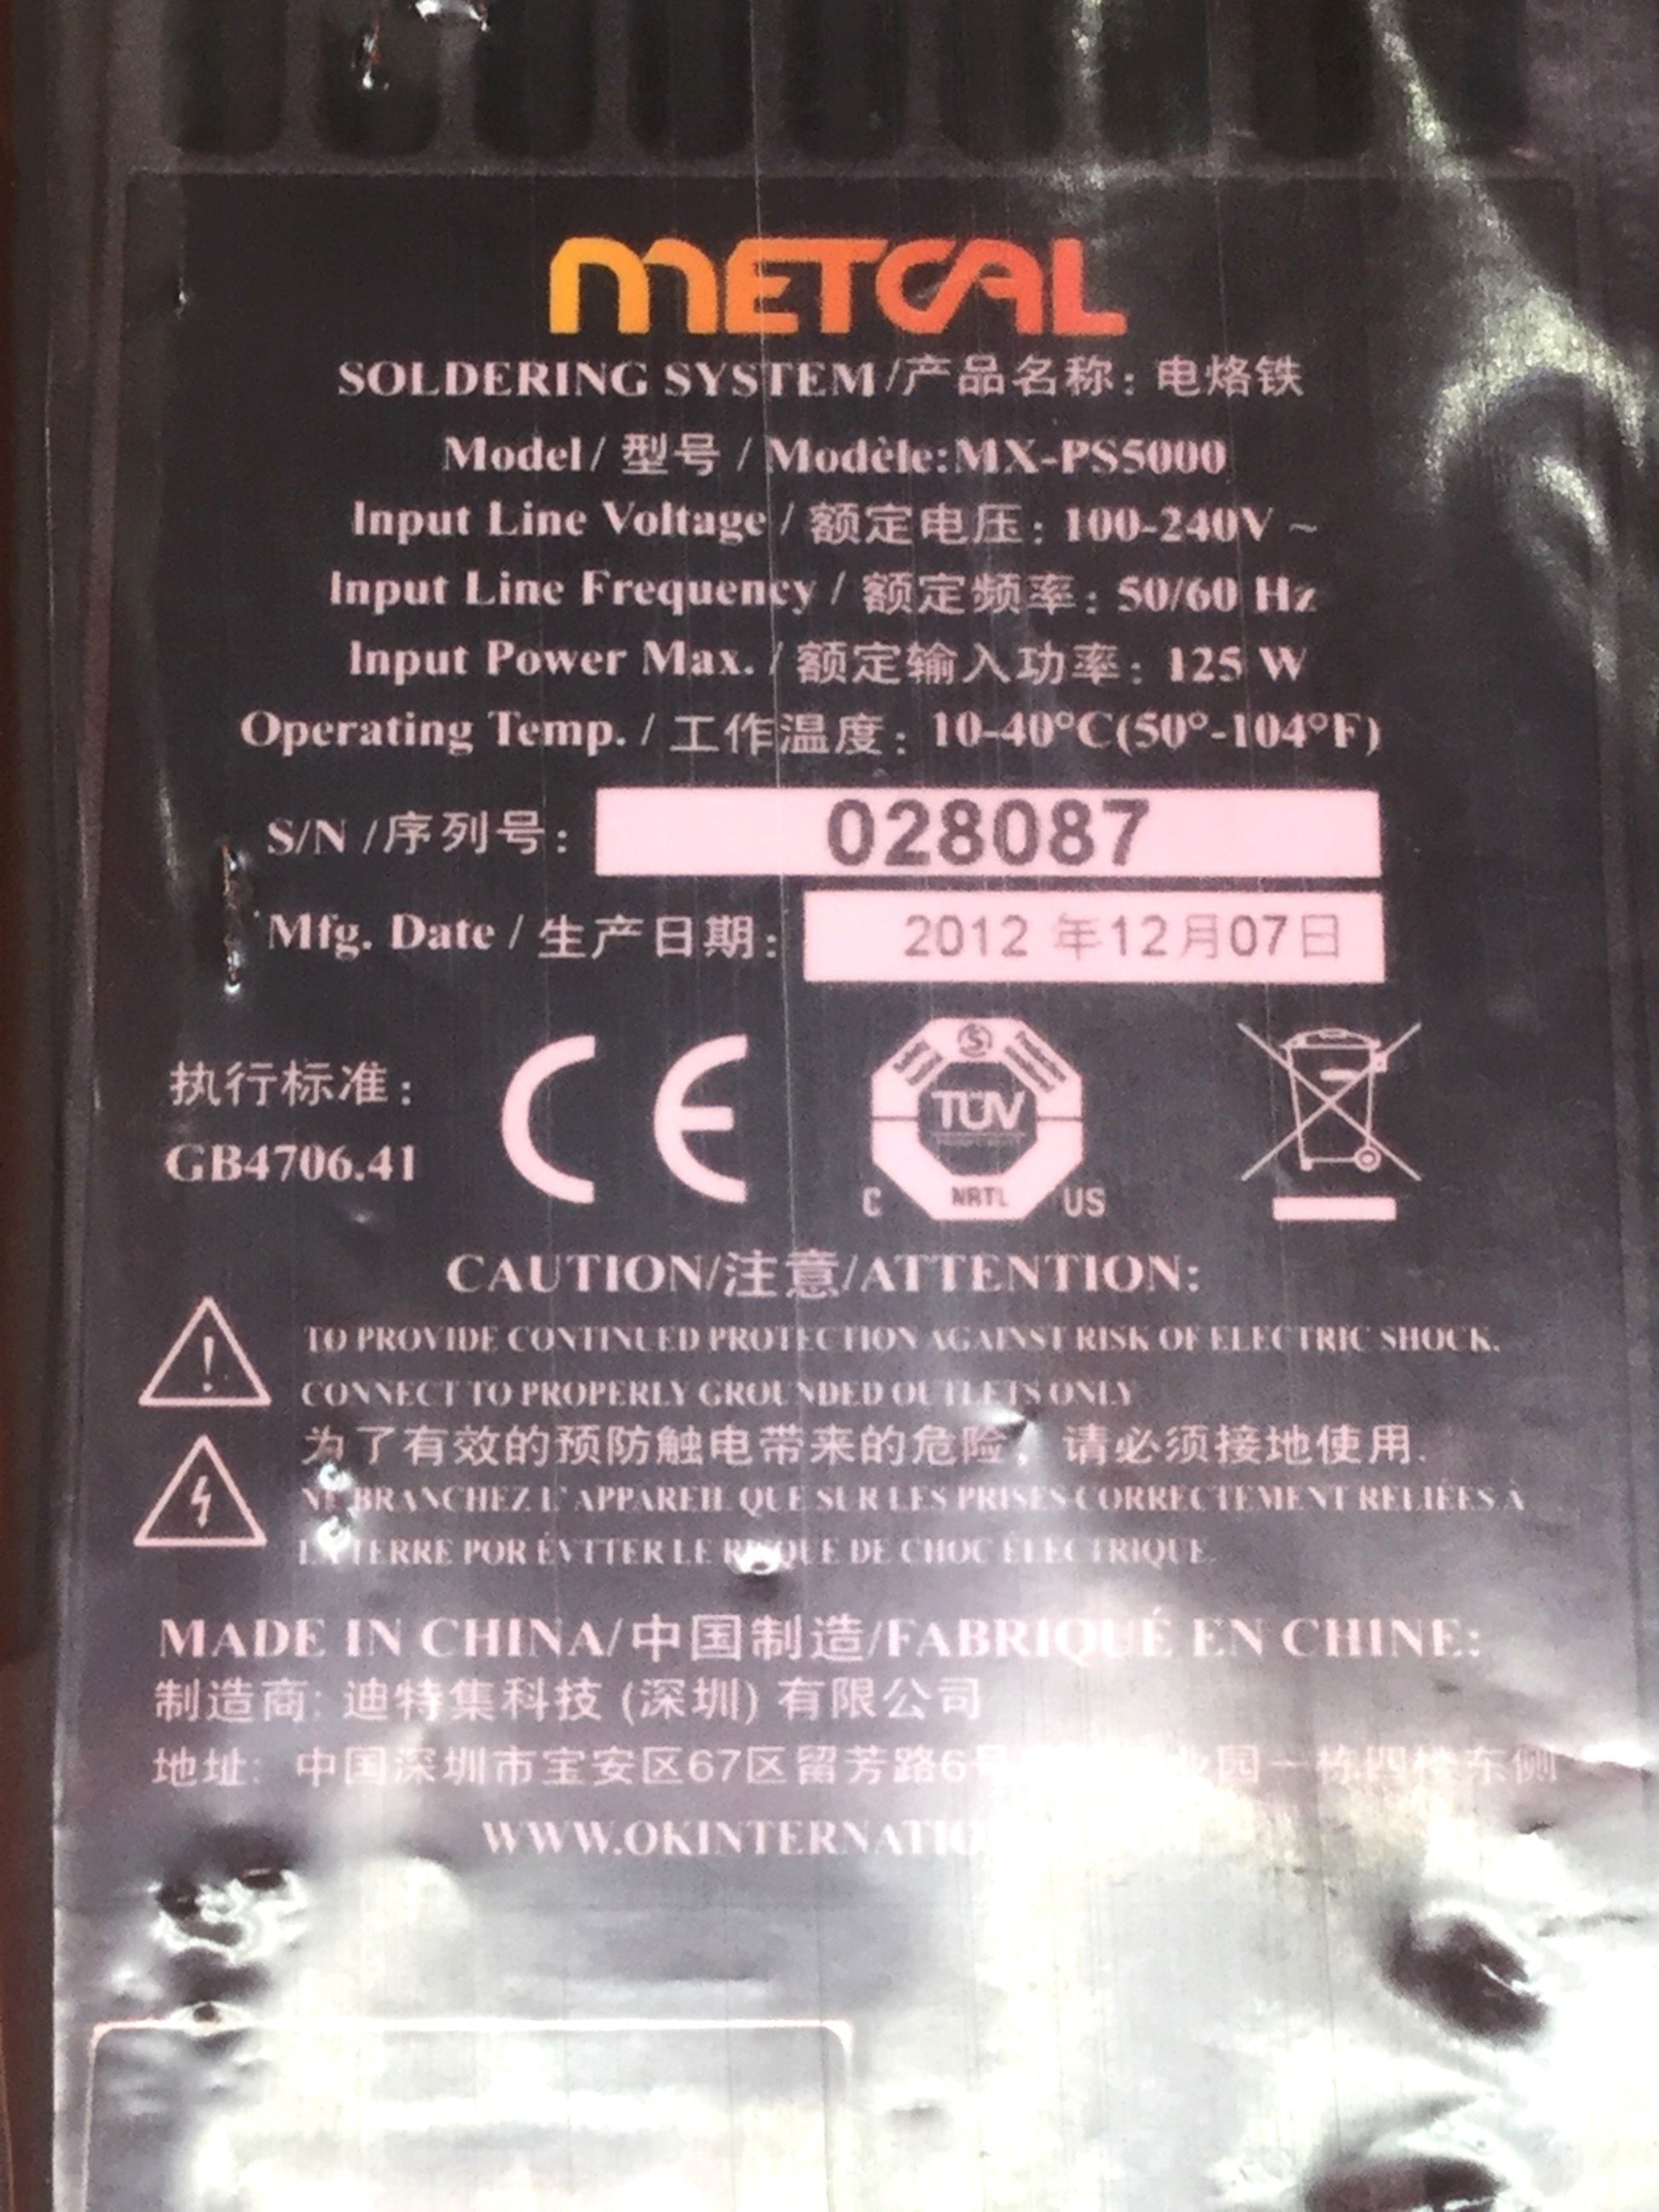 METCAL
SOLDERING SYSTEM/产品名称: 电烙铁
Model/ 型号 / Modèle:MX-PS5000
Input Line Voltage / 额定电压: 100-240V ~
Input Line Frequency / 额定频率: 50/60 Hz
Input Power Max. / 额定输入功率: 125 W
Operating Temp. / 工作温度: 10-40°C(50°-104°F)
S/N /序列号: 028087
Mfg. Date / 生产日期: 2012 年12月07日
执行标准:
GB4706.41
CE
S
TÜV
C NRTL US
CAUTION/注意/ATTENTION:
TO PROVIDE CONTINUED PROTECTION AGAINST RISK OF ELECTRIC SHOCK,
CONNECT TO PROPERLY GROUNDED OUTLETS ONLY
为了有效的预防触电带来的危险, 请必须接地使用.
NE BRANCHEZ L' APPAREIL QUE SUR LES PRISES CORRECTEMENT RELIÉES À
LA TERRE POR ÉVITTER LE RISQUE DE CHOC ÉLECTRIQUE.
MADE IN CHINA/中国制造/FABRIQUÉ EN CHINE:
制造商: 迪特集科技 (深圳) 有限公司
地址: 中国深圳市宝安区67区留芳路6号 业园一栋四楼东侧